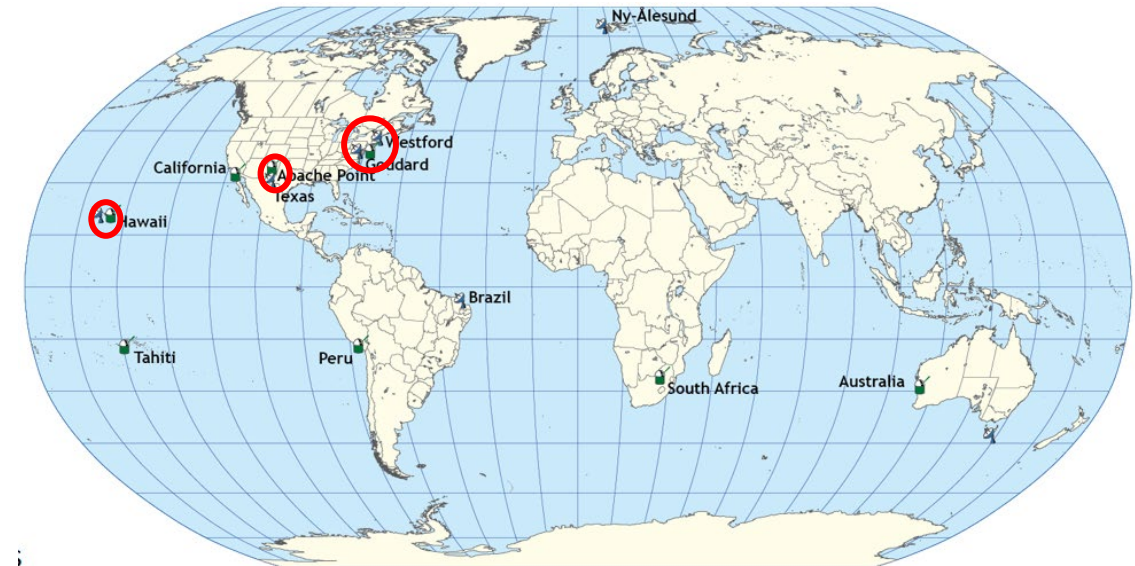 Ny-Ålesund
Westford
Goddard
California
Apache Point
Texas
Hawaii
Brazil
Tahiti
Peru
South Africa
Australia
s